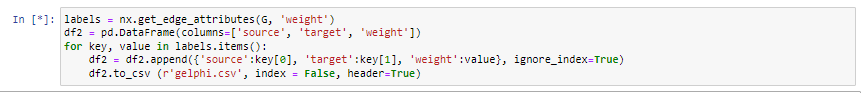 In [*]: labels = nx.get_edge_attributes(G, 'weight')
df2 = pd.DataFrame(columns=['source', 'target', 'weight'])
for key, value in labels.items():
    df2 = df2.append({'source':key[0], 'target':key[1], 'weight':value}, ignore_index=True)
    df2.to_csv (r'gelphi.csv', index = False, header=True)